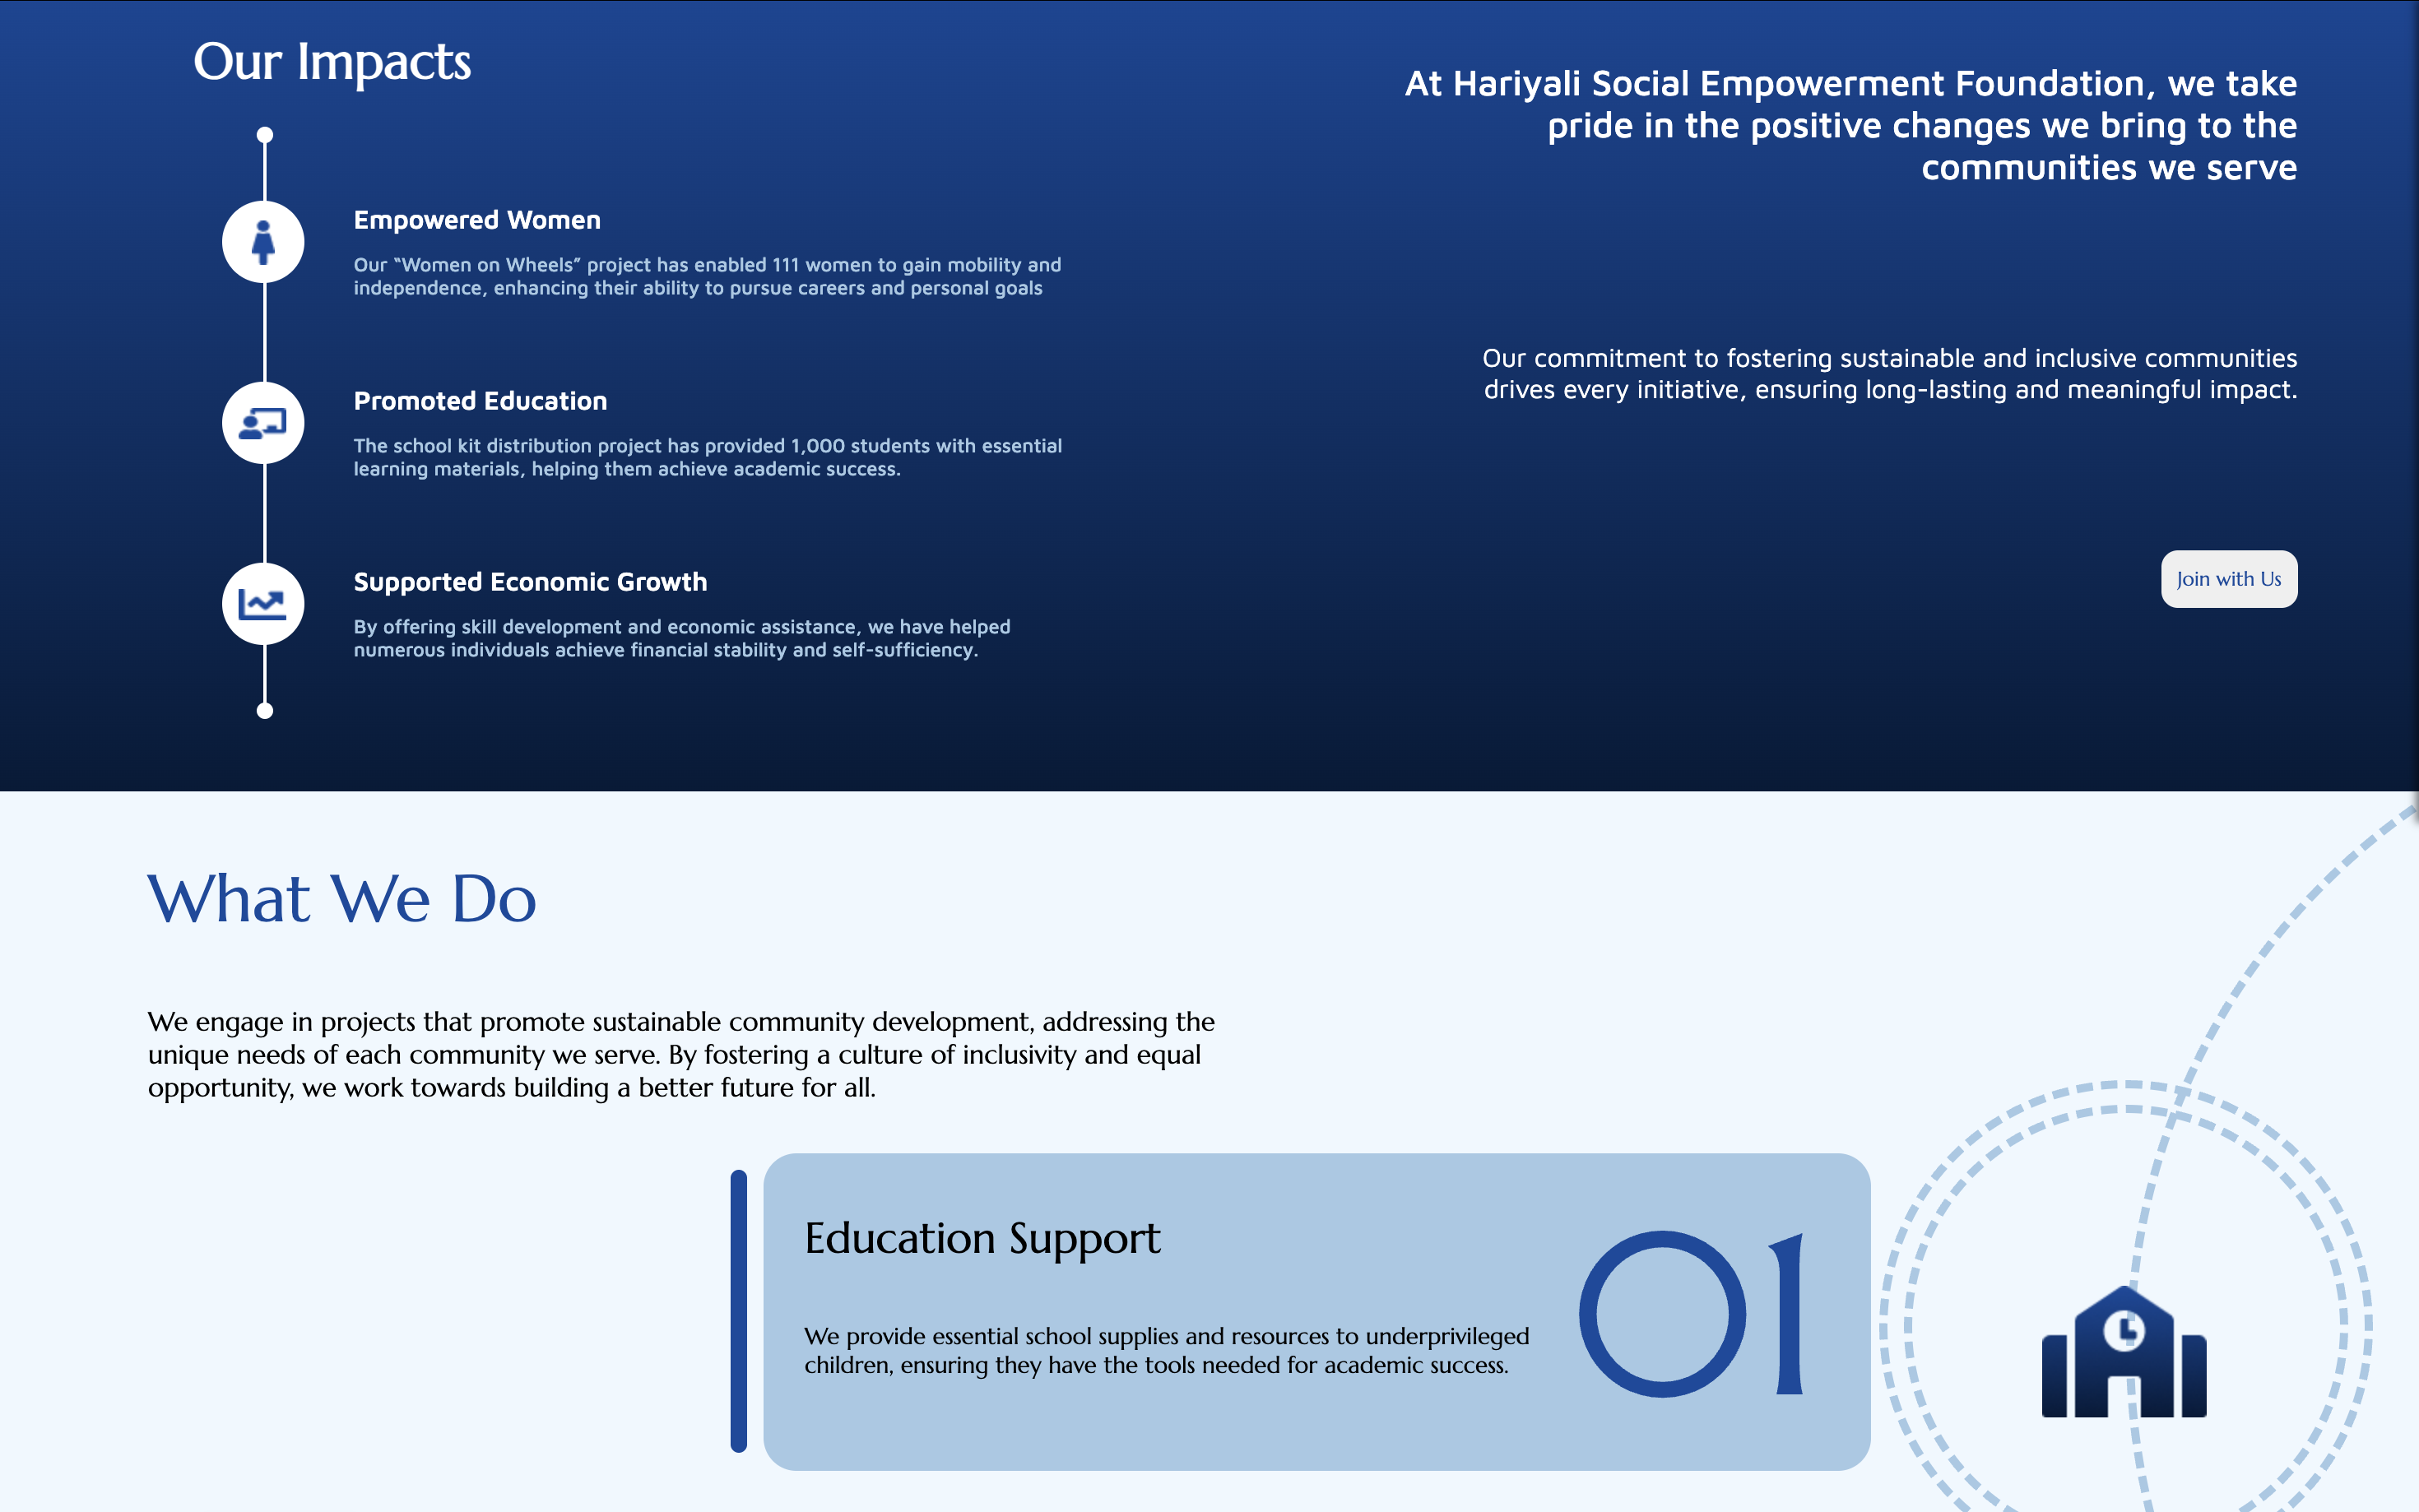 Our Impacts
Empowered Women
Our “Women on Wheels” project has enabled 111 women to gain mobility and
independence, enhancing their ability to pursue careers and personal goals
Promoted Education
The school kit distribution project has provided 1,000 students with essential
learning materials, helping them achieve academic success.
Supported Economic Growth
By offering skill development and economic assistance, we have helped
numerous individuals achieve financial stability and self-sufficiency.
At Hariyali Social Empowerment Foundation, we take
pride in the positive changes we bring to the
communities we serve
Our commitment to fostering sustainable and inclusive communities
drives every initiative, ensuring long-lasting and meaningful impact.
Join with Us
What We Do
We engage in projects that promote sustainable community development, addressing the
unique needs of each community we serve. By fostering a culture of inclusivity and equal
opportunity, we work towards building a better future for all.
Education Support
We provide essential school supplies and resources to underprivileged
children, ensuring they have the tools needed for academic success.
01